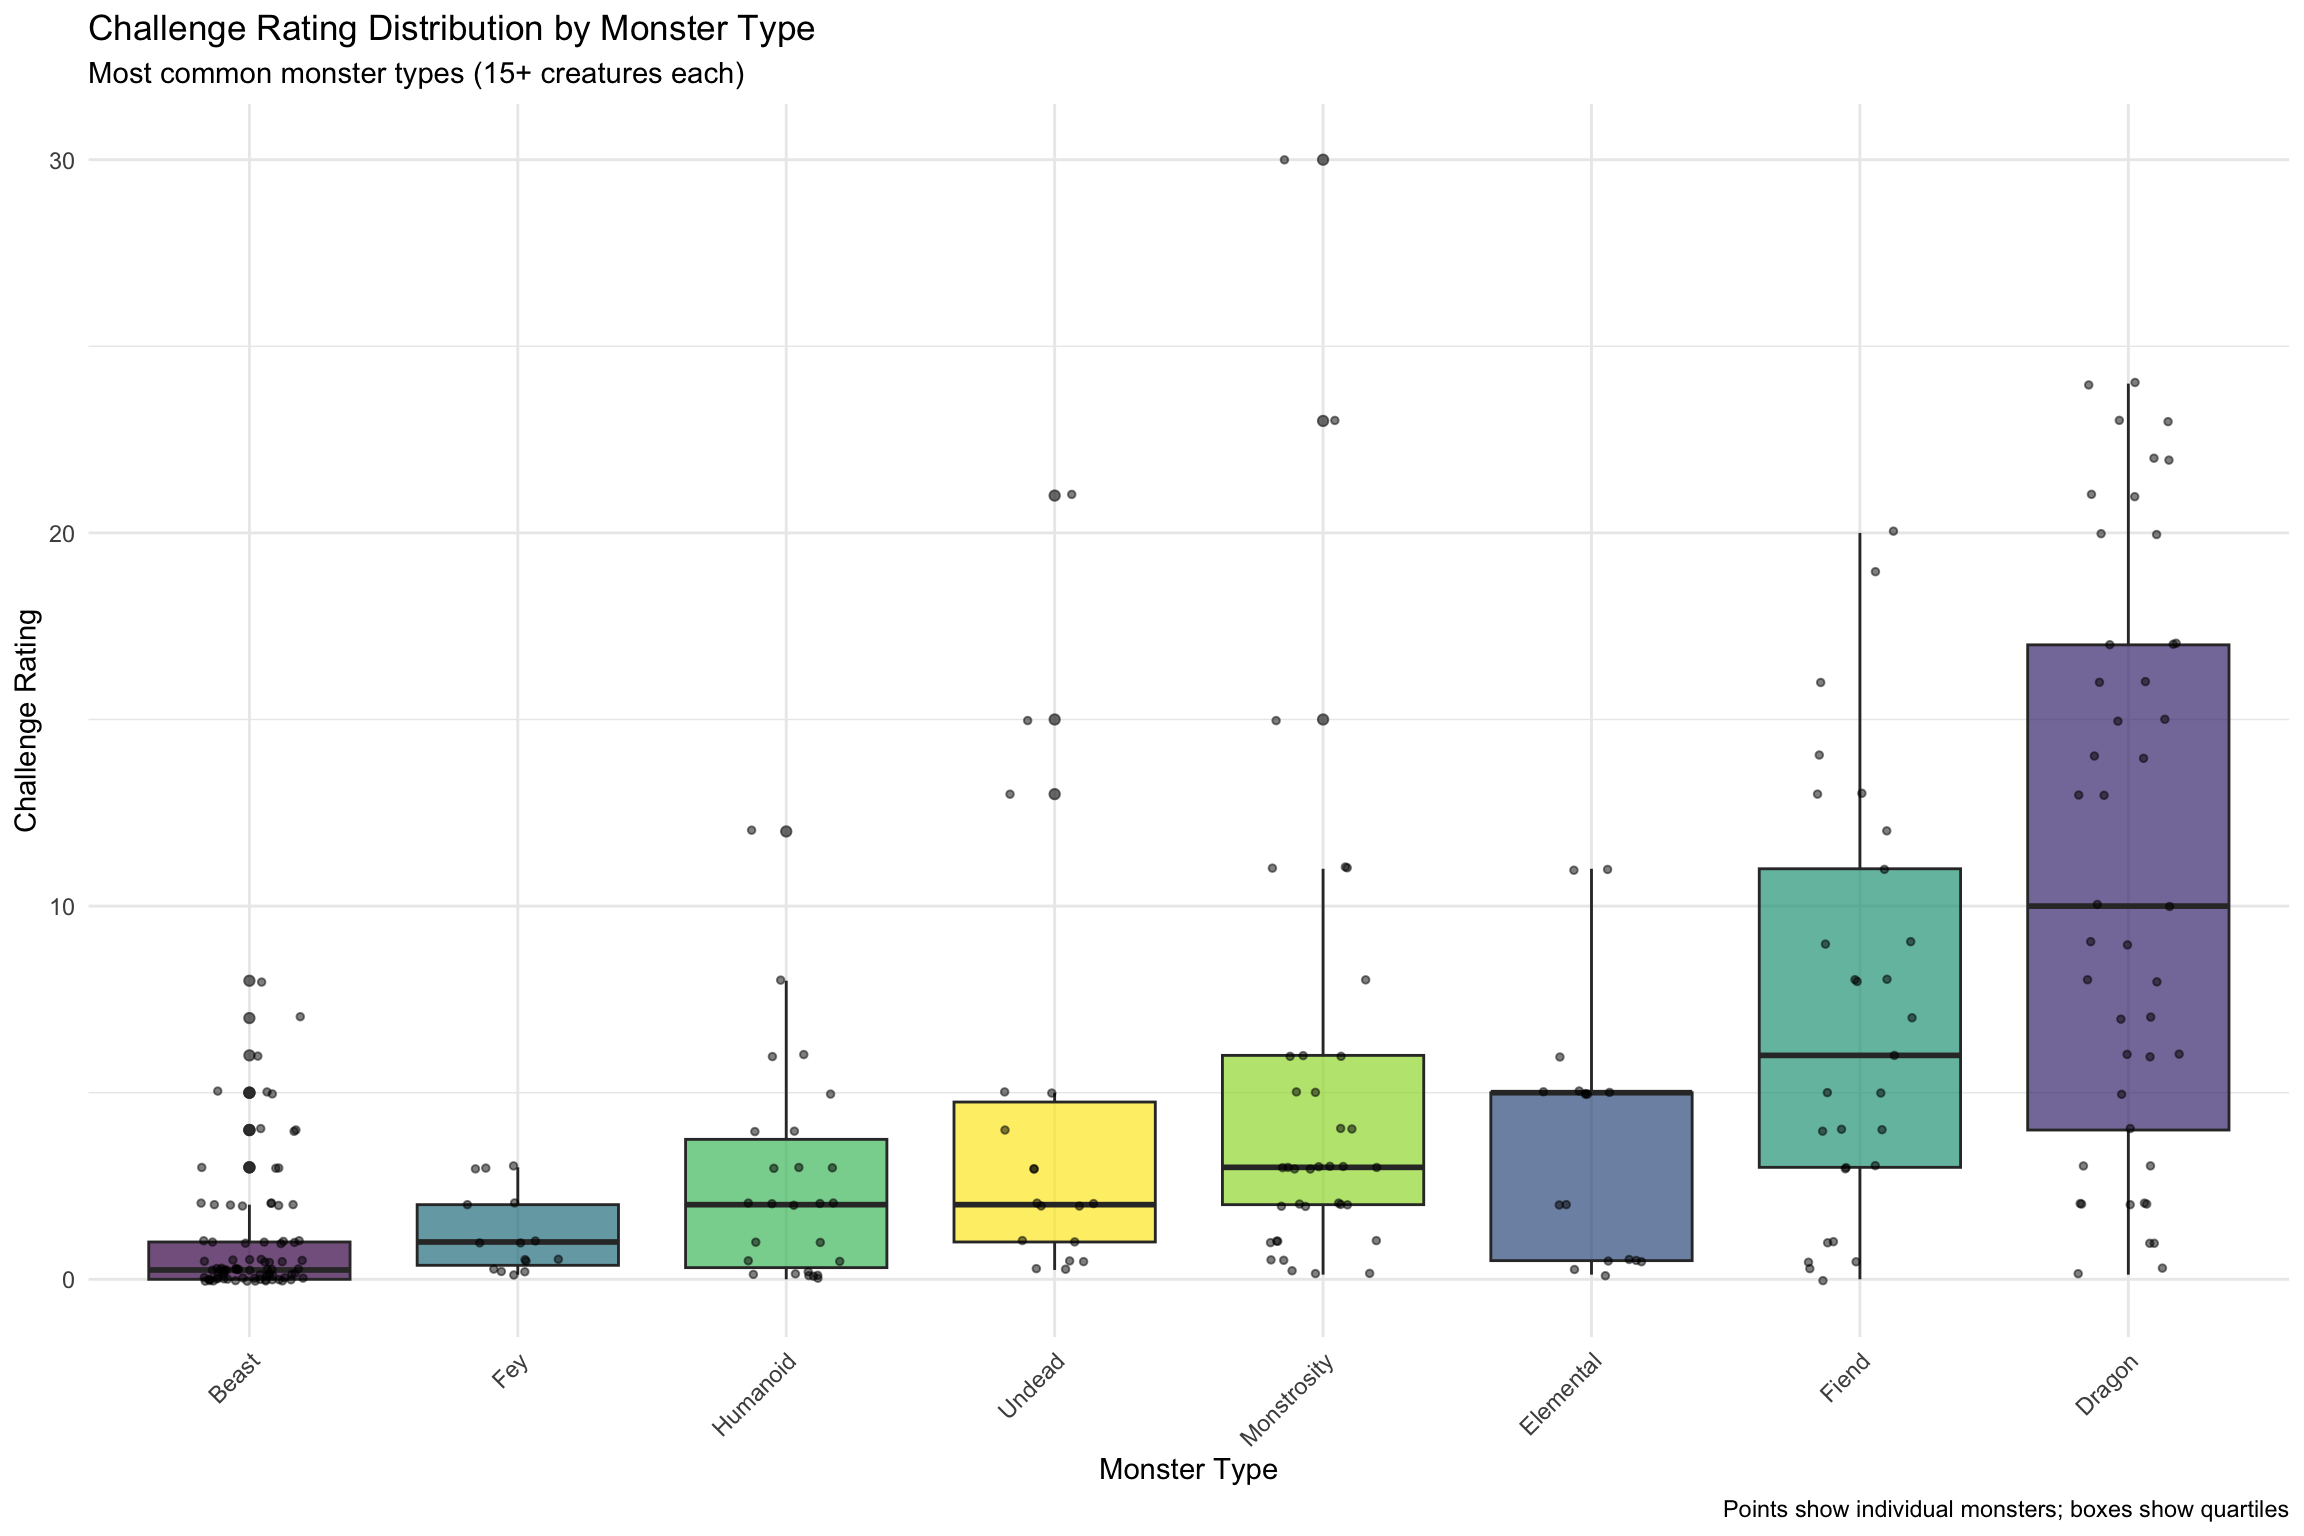 Challenge Rating Distribution by Monster Type
Most common monster types (15+ creatures each)
30
20
10
0
Challenge Rating
Beast
Fey
Humanoid
Undead
Monstrosity
Elemental
Fiend
Dragon
Monster Type
Points show individual monsters; boxes show quartiles